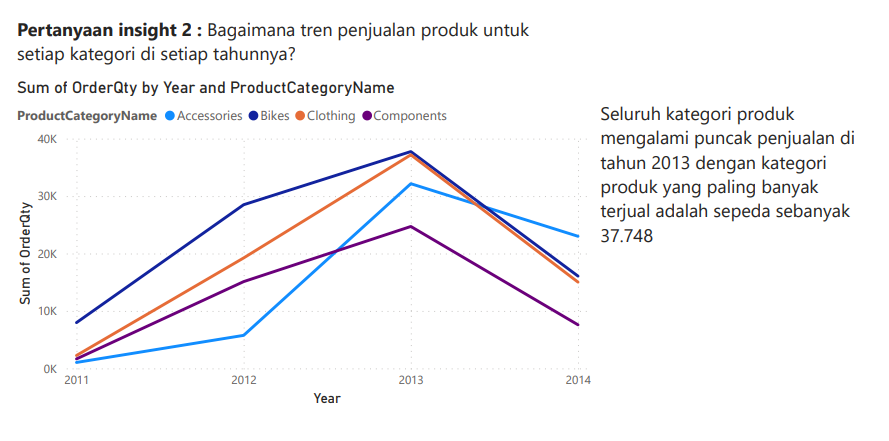 Pertanyaan insight 2 : Bagaimana tren penjualan produk untuk
setiap kategori di setiap tahunnya?
Sum of OrderQty by Year and ProductCategoryName
ProductCategoryName Accessories Bikes Clothing Components
40K
30K
20K
10K
0K
Sum of OrderQty
2011 2012 2013 2014
Year
Seluruh kategori produk
mengalami puncak penjualan di
tahun 2013 dengan kategori
produk yang paling banyak
terjual adalah sepeda sebanyak
37.748